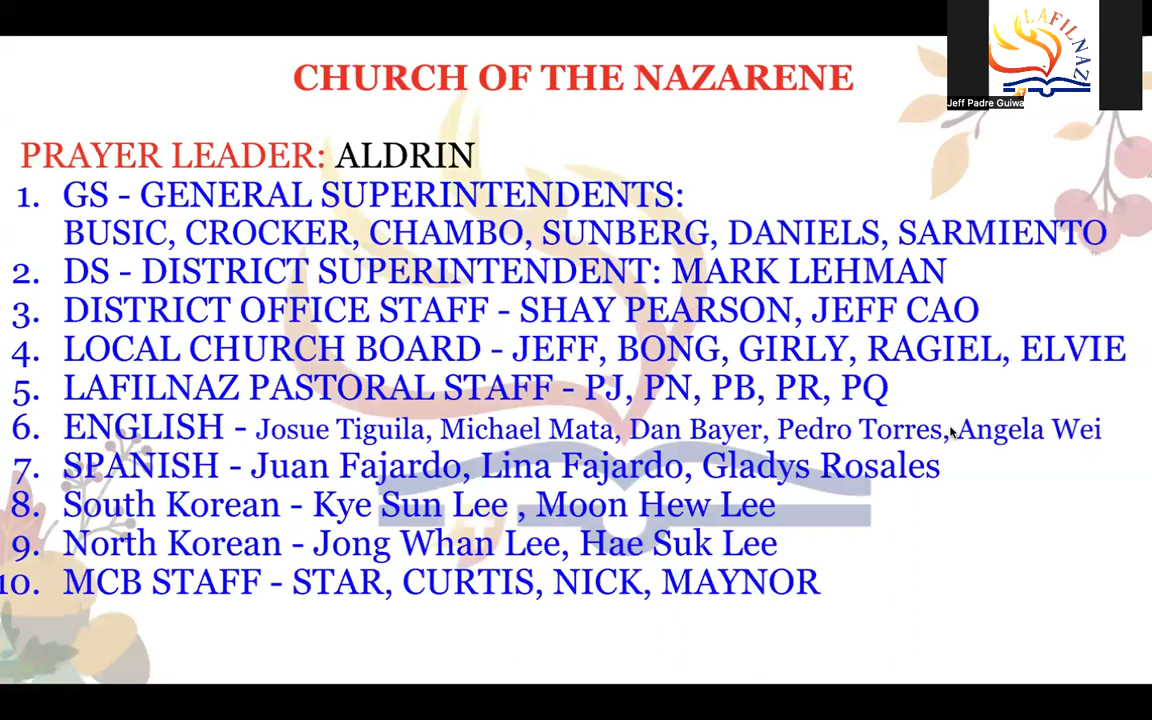 LAFILNAZ
Jeff Padre Guiwa
CHURCH OF THE NAZARENE
PRAYER LEADER: ALDRIN
1. GS - GENERAL SUPERINTENDENTS:
BUSIC, CROCKER, CHAMBO, SUNBERG, DANIELS, SARMIENTO
2. DS - DISTRICT SUPERINTENDENT: MARK LEHMAN
3. DISTRICT OFFICE STAFF - SHAY PEARSON, JEFF CAO
4. LOCAL CHURCH BOARD - JEFF, BONG, GIRLY, RAGIEL, ELVIE
5. LAFILNAZ PASTORAL STAFF - PJ, PN, PB, PR, PQ
6. ENGLISH - Josue Tiguila, Michael Mata, Dan Bayer, Pedro Torres, Angela Wei
7. SPANISH - Juan Fajardo, Lina Fajardo, Gladys Rosales
8. South Korean - Kye Sun Lee , Moon Hew Lee
9. North Korean - Jong Whan Lee, Hae Suk Lee
10. MCB STAFF - STAR, CURTIS, NICK, MAYNOR